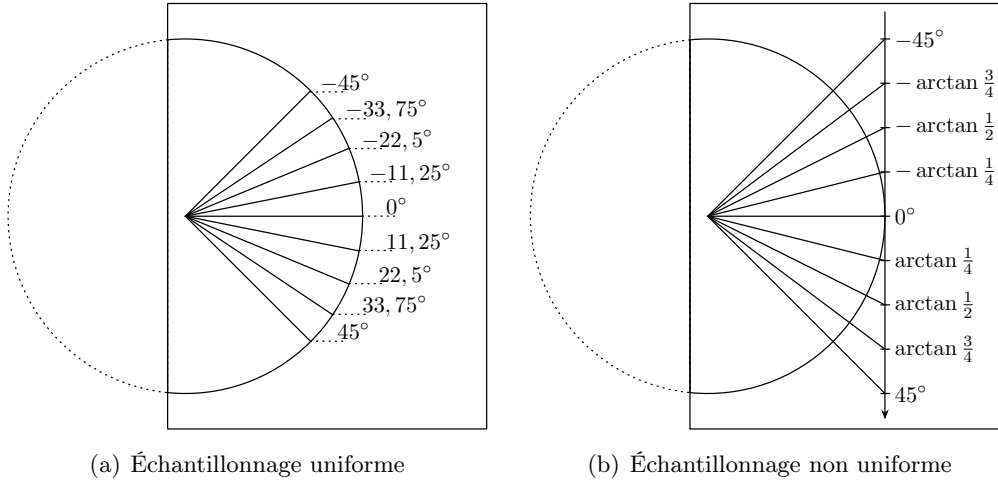 −45°
−33, 75°
−22, 5°
−11, 25°
0°
11, 25°
22, 5°
33, 75°
45°
(a) Échantillonnage uniforme
−45°
− arctan 3/4
− arctan 1/2
− arctan 1/4
0°
arctan 1/4
arctan 1/2
arctan 3/4
45°
(b) Échantillonnage non uniforme